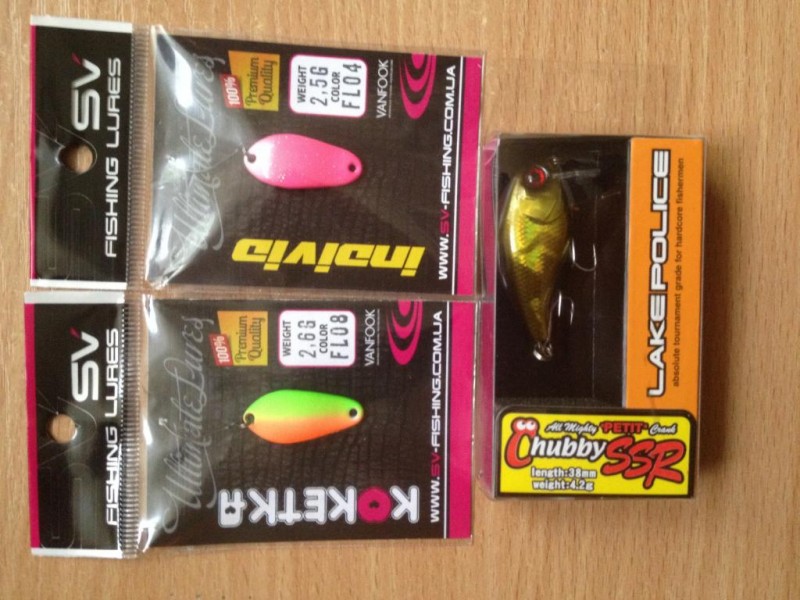 SV
FISHING LURES
Ultimate Lures
100%
Premium
Quality
WEIGHT
2,5G
COLOR
FL04
VANFOOK
individ
www.SV-FISHING.COM.UA
SV
FISHING LURES
Ultimate Lures
100%
Premium
Quality
WEIGHT
2,6G
COLOR
FL08
VANFOOK
KOKETKA
www.SV-FISHING.COM.UA
LAKE POLICE
absolute tournament grade for hardcore fishermen
All Mighty "PETIT" Crank
Chubby SSR
length:38mm
weight:4.2g